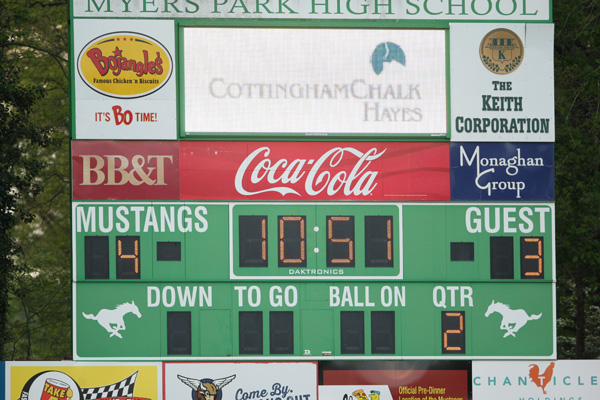 MYERS PARK HIGH SCHOOL
Bojangles'
Famous Chicken 'n Biscuits
IT'S Bo TIME!
COTTINGHAMCHALK
HAYES
K
THE
KEITH
CORPORATION
BB&T
Coca-Cola
Monaghan
Group
MUSTANGS
GUEST
4
10:51
3
DAKTRONICS
DOWN TO GO BALL ON QTR
2
TAKE
COME BY
Official Pre-Dinner
CHANTICLE
HOLDINGS